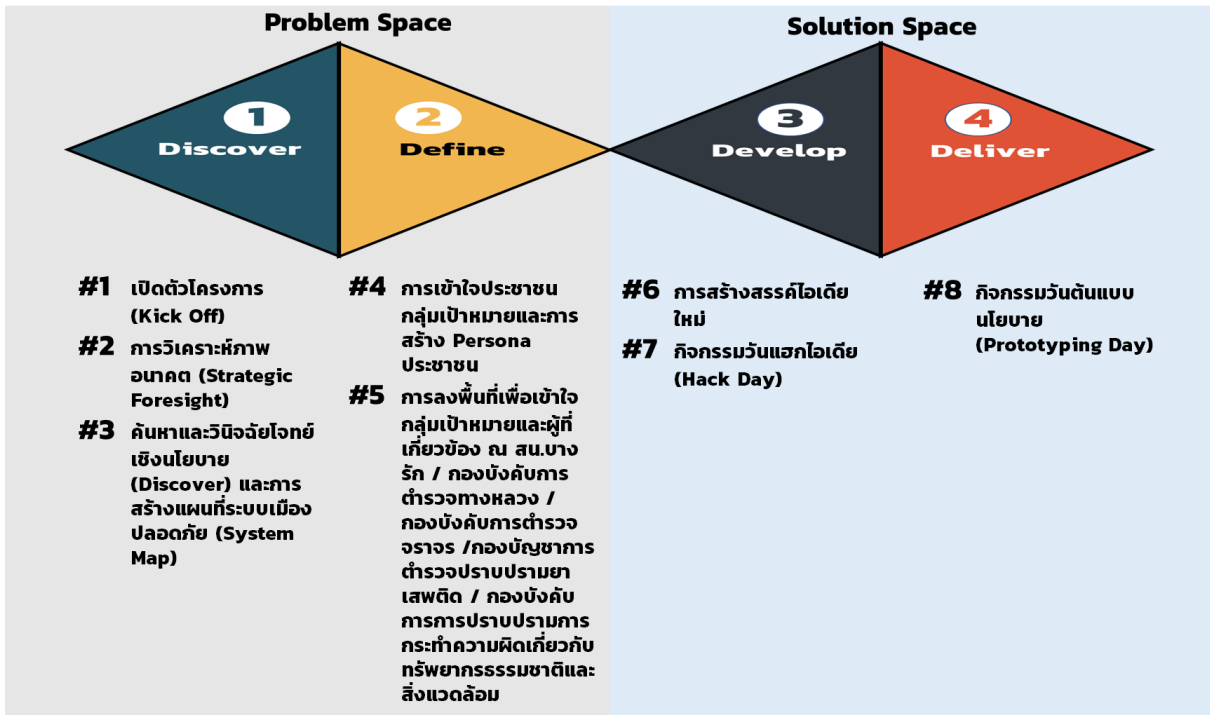 Problem Space
Solution Space
1
Discover
2
Define
3
Develop
4
Deliver
#1 เปิดตัวโครงการ
(Kick Off)
#2 การวิเคราะห์ภาพ
อนาคต (Strategic
Foresight)
#3 ค้นหาและวินิจฉัยโจทย์
เชิงนโยบาย
(Discover) และการ
สร้างแผนที่ระบบเมือง
ปลอดภัย (System
Map)
#4 การเข้าใจประชาชน
กลุ่มเป้าหมายและการ
สร้าง Persona
ประชาชน
#5 การลงพื้นที่เพื่อเข้าใจ
กลุ่มเป้าหมายและผู้ที่
เกี่ยวข้อง ณ สน.บาง
รัก / กองบังคับการ
ตำรวจทางหลวง /
กองบังคับการตำรวจ
จราจร /กองบัญชาการ
ตำรวจปราบปรามยา
เสพติด / กองบังคับ
การการปราบปรามการ
กระทำความผิดเกี่ยวกับ
ทรัพยากรธรรมชาติและ
สิ่งแวดล้อม
#6 การสร้างสรรค์ไอเดีย
ใหม่
#7 กิจกรรมวันแฮกไอเดีย
(Hack Day)
#8 กิจกรรมวันต้นแบบ
นโยบาย
(Prototyping Day)